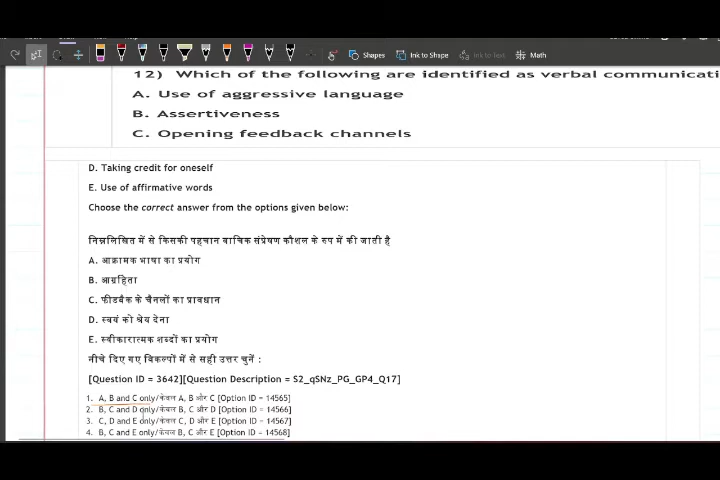 Shapes
Ink to Shape
Ink to Text
Math
12) Which of the following are identified as verbal communicati
A. Use of aggressive language
B. Assertiveness
C. Opening feedback channels
D. Taking credit for oneself
E. Use of affirmative words
Choose the correct answer from the options given below:
निम्नलिखित में से किसकी पहचान वाचिक संप्रेषण कौशल के रुप में की जाती है
A. आक्रामक भाषा का प्रयोग
B. आग्रहिता
C. फीडबैक के चैनलों का प्रावधान
D. स्वयं को श्रेय देना
E. स्वीकारात्मक शब्दों का प्रयोग
नीचे दिए गए विकल्पों में से सही उत्तर चुनें :
[Question ID = 3642][Question Description = S2_qSNz_PG_GP4_Q17]
1. A, B and C only/केवल A, B और C [Option ID = 14565]
2. B, C and D only/केवल B, C और D [Option ID = 14566]
3. C, D and E only/केवल C, D और E [Option ID = 14567]
4. B, C and E only/केवल B, C और E [Option ID = 14568]